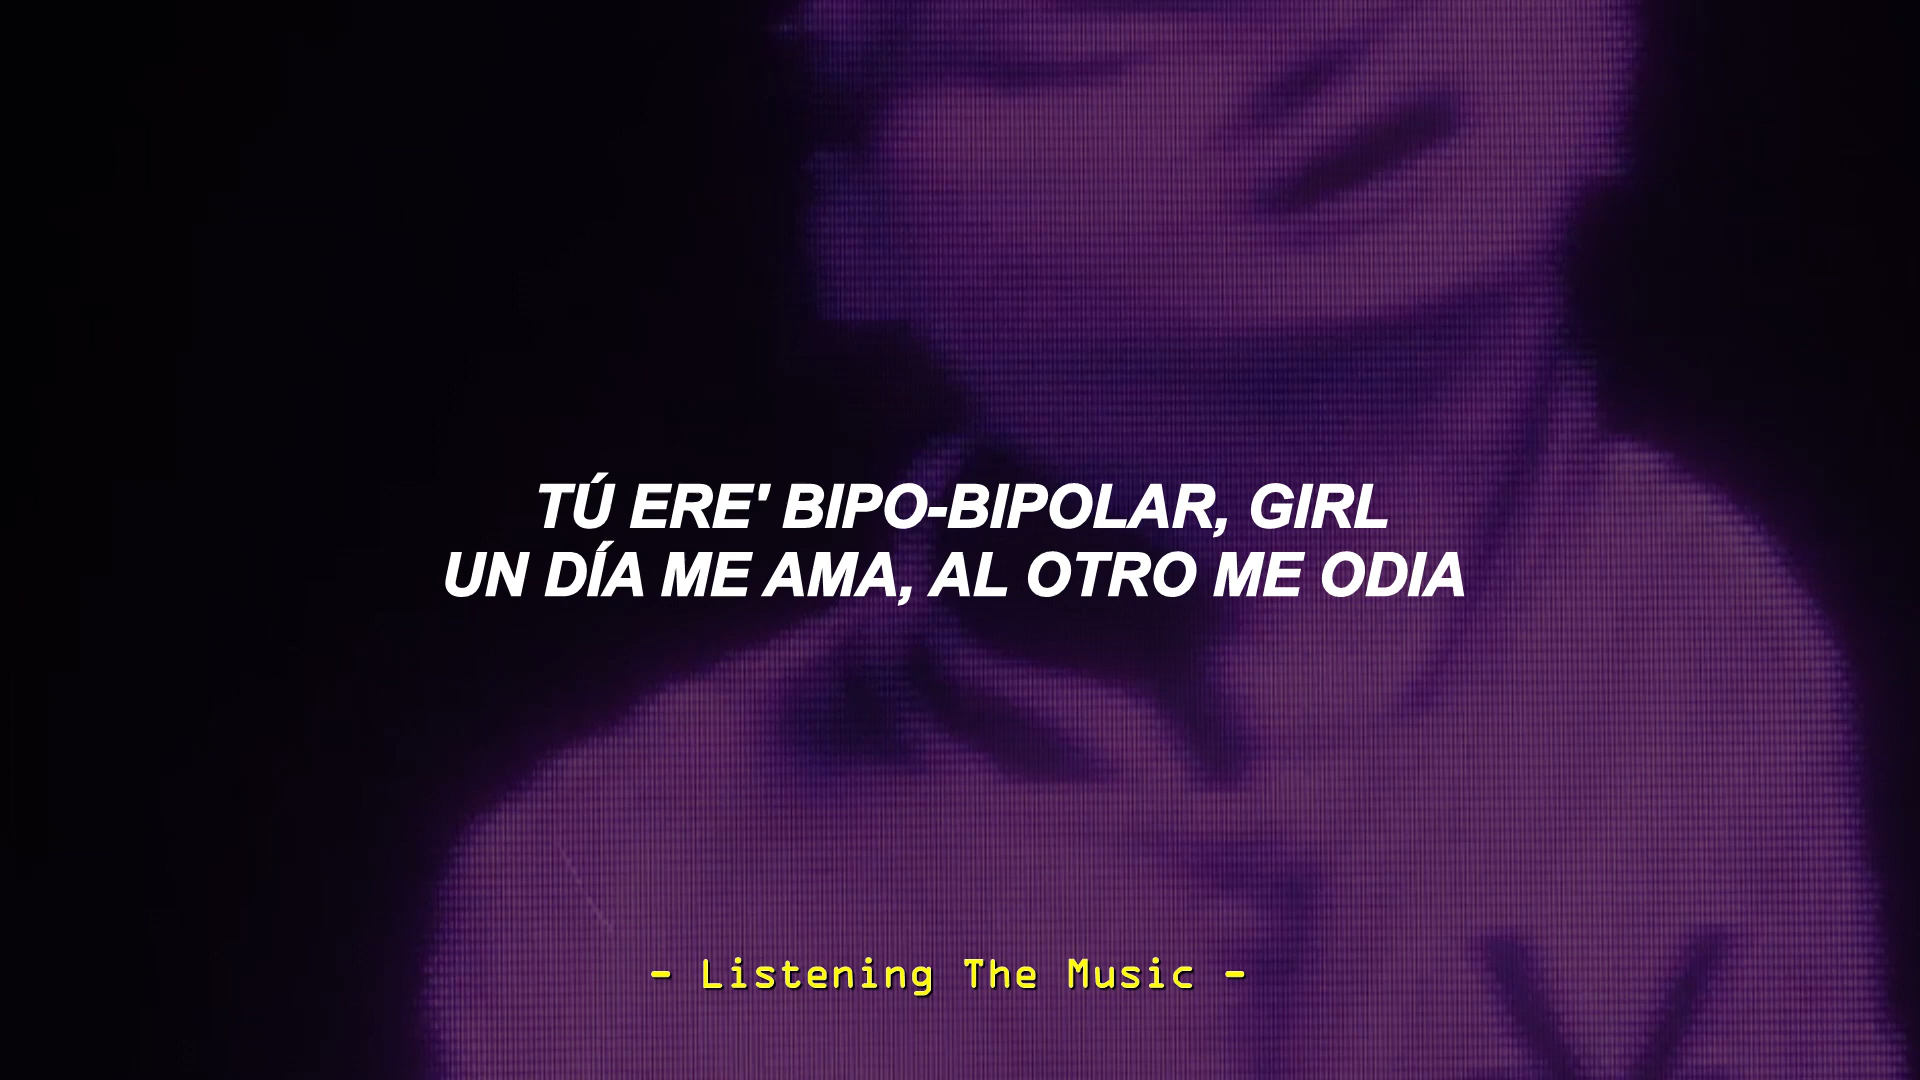 TÚ ERE' BIPO-BIPOLAR, GIRL
UN DÍA ME AMA, AL OTRO ME ODIA
- Listening The Music -